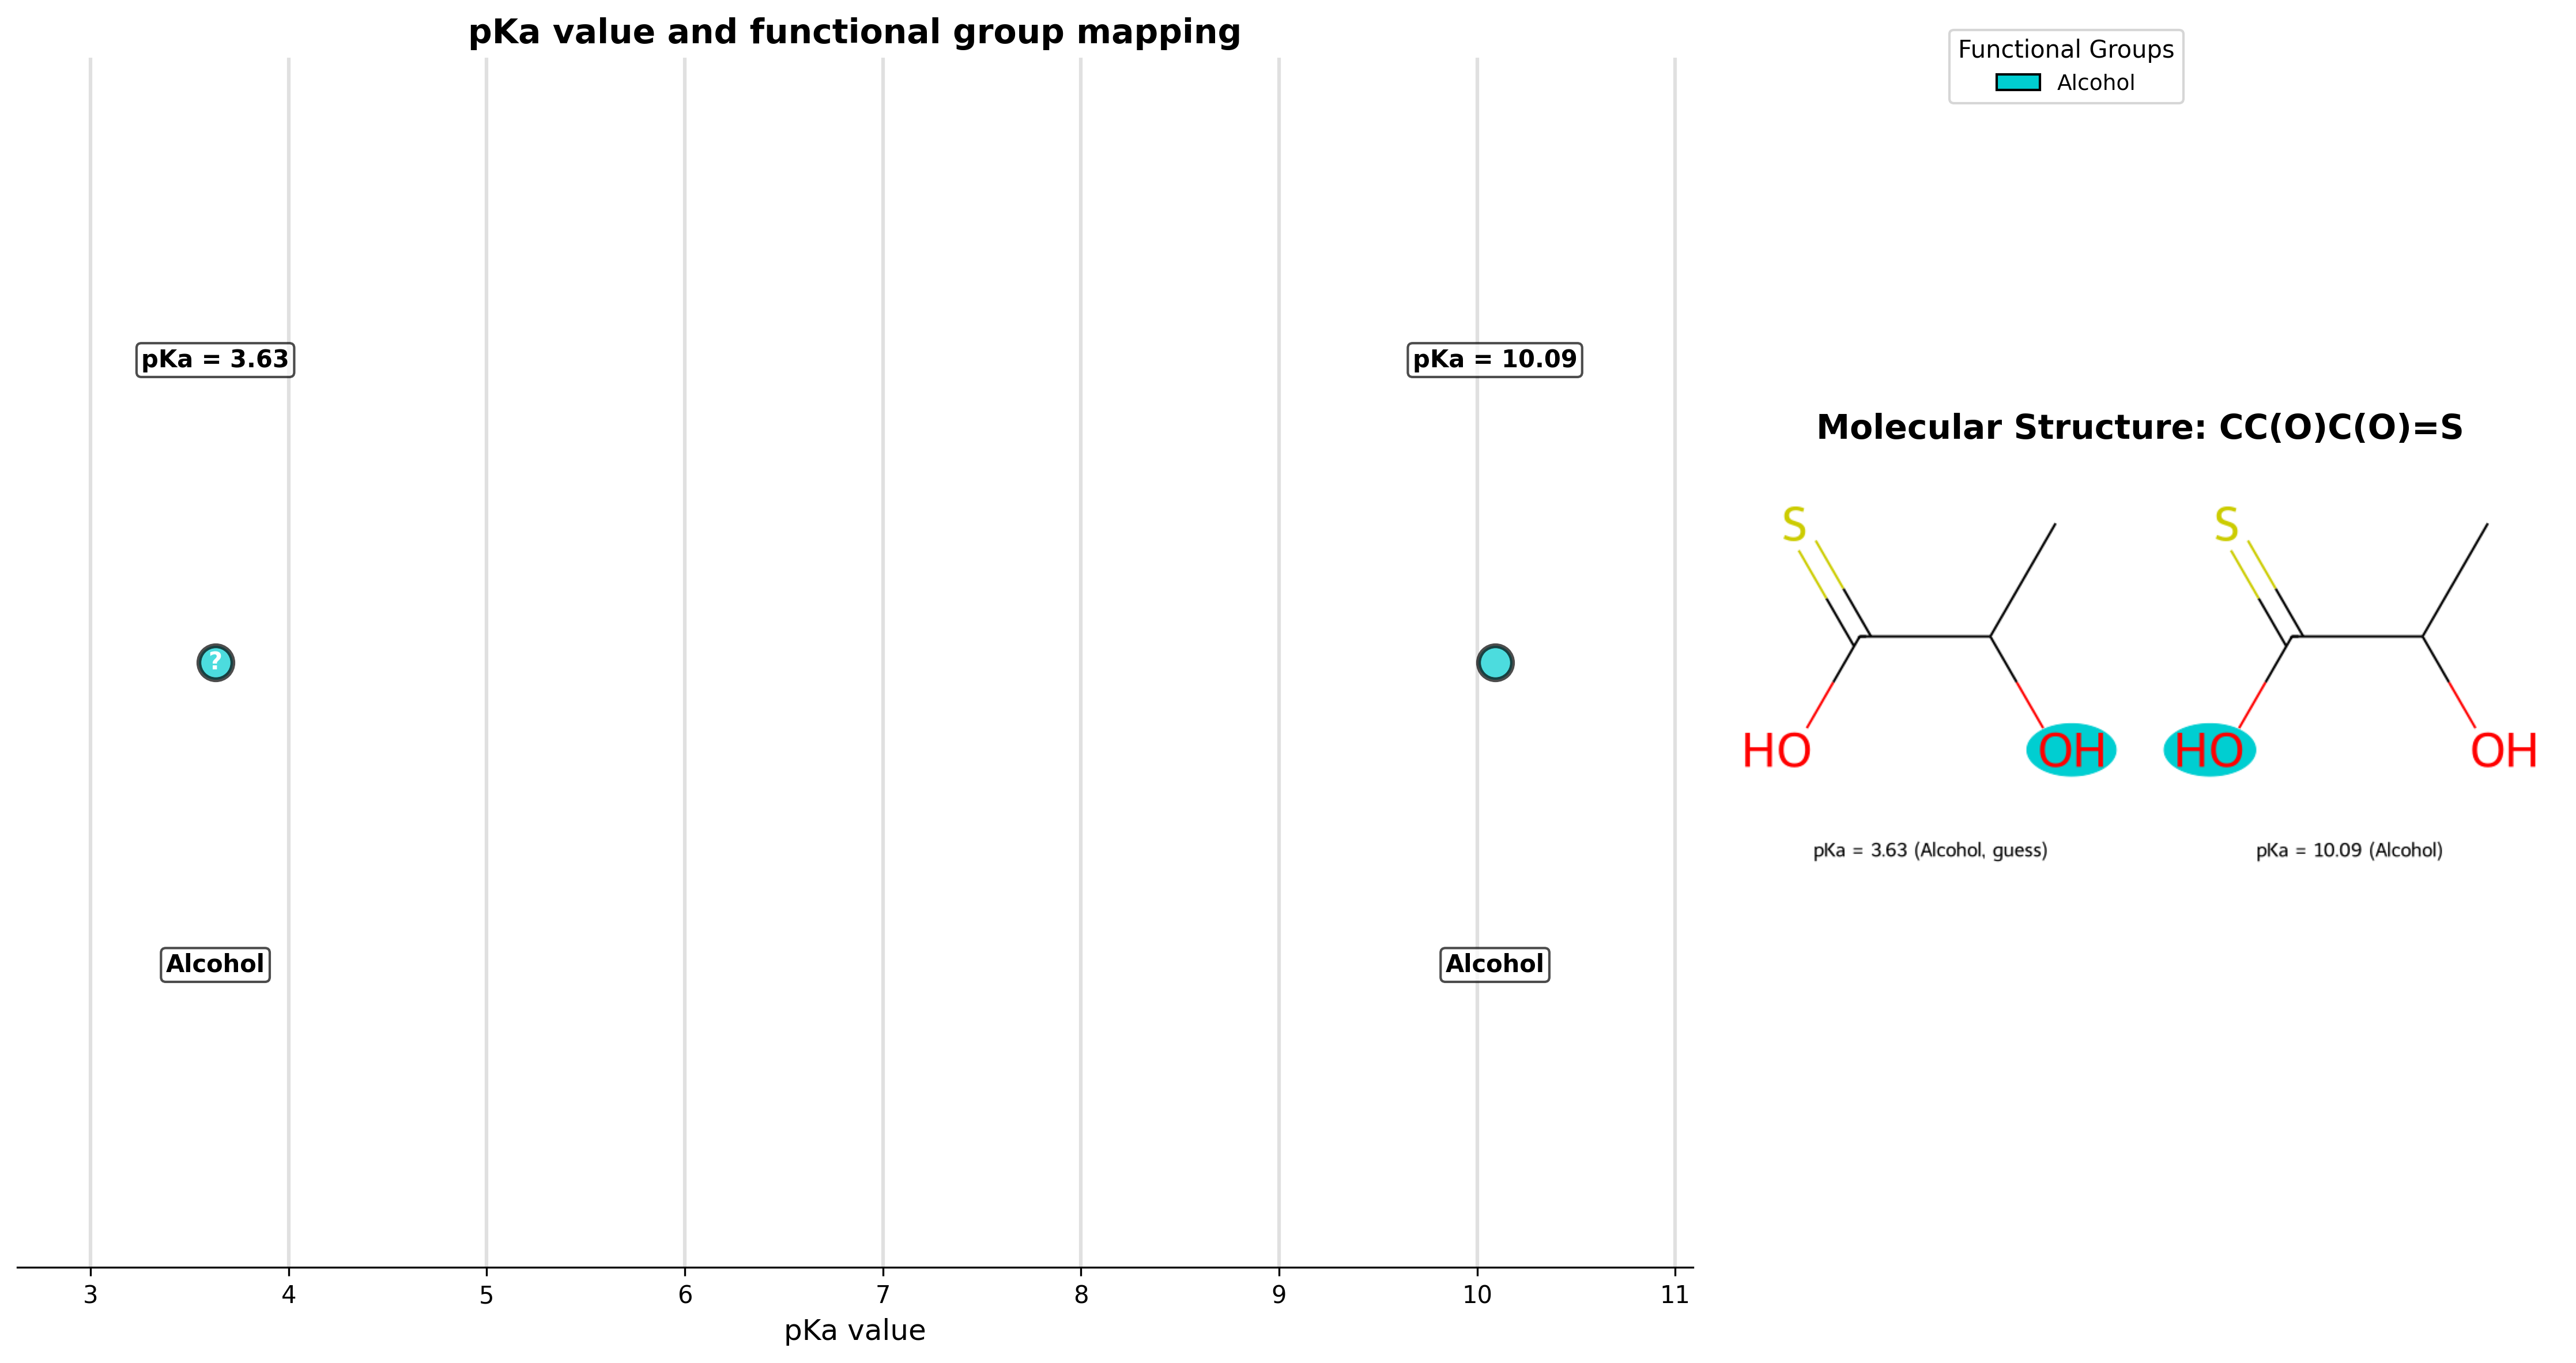 pKa value and functional group mapping
Functional Groups
Alcohol
pKa = 3.63
pKa = 10.09
?
Alcohol
Alcohol
3 4 5 6 7 8 9 10 11
pKa value
Molecular Structure: CC(O)C(O)=S
S
S
HO
OH
HO
OH
pKa = 3.63 (Alcohol, guess)
pKa = 10.09 (Alcohol)